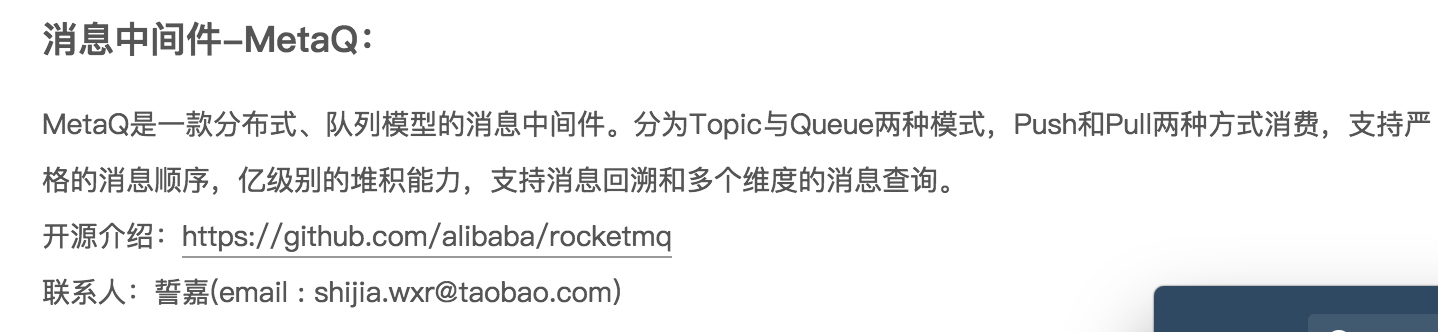 消息中间件-MetaQ：
MetaQ是一款分布式、队列模型的消息中间件。分为Topic与Queue两种模式，Push和Pull两种方式消费，支持严
格的消息顺序，亿级别的堆积能力，支持消息回溯和多个维度的消息查询。
开源介绍：https://github.com/alibaba/rocketmq
联系人：誓嘉(email : shijia.wxr@taobao.com)